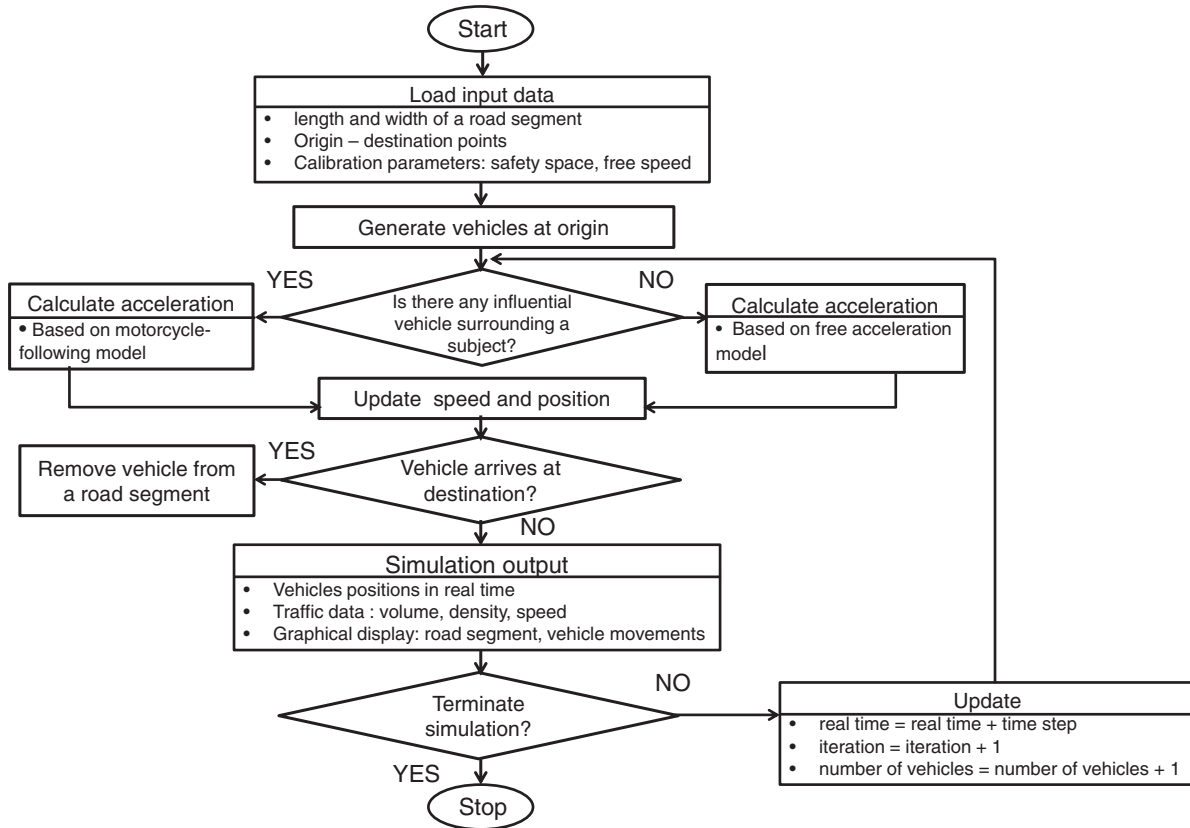 Start
Load input data
• length and width of a road segment
• Origin – destination points
• Calibration parameters: safety space, free speed
Generate vehicles at origin
YES
NO
Is there any influential
vehicle surrounding a
subject?
Calculate acceleration
• Based on motorcycle-
following model
Calculate acceleration
• Based on free acceleration
model
Update speed and position
YES
Remove vehicle from
a road segment
Vehicle arrives at
destination?
NO
Simulation output
• Vehicles positions in real time
• Traffic data : volume, density, speed
• Graphical display: road segment, vehicle movements
Terminate
simulation?
NO
Update
• real time = real time + time step
• iteration = iteration + 1
• number of vehicles = number of vehicles + 1
YES
Stop